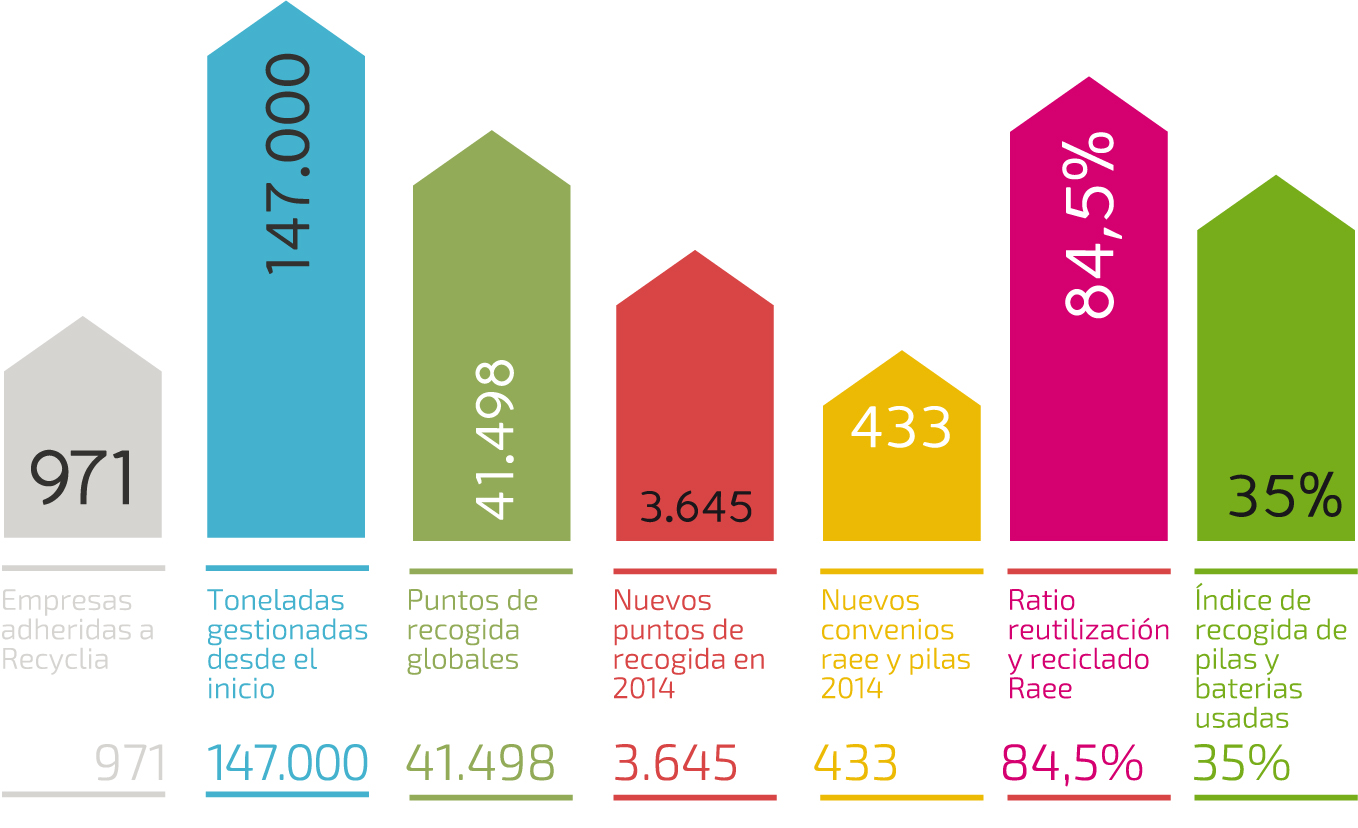 971
147.000
41.498
3.645
433
84,5%
35%
Empresas
adheridas a
Recyclia
971
Toneladas
gestionadas
desde el
inicio
147.000
Puntos de
recogida
globales
41.498
Nuevos
puntos de
recogida en
2014
3.645
Nuevos
convenios
raee y pilas
2014
433
Ratio
reutilización
y reciclado
Raee
84,5%
Índice de
recogida de
pilas y
baterias
usadas
35%